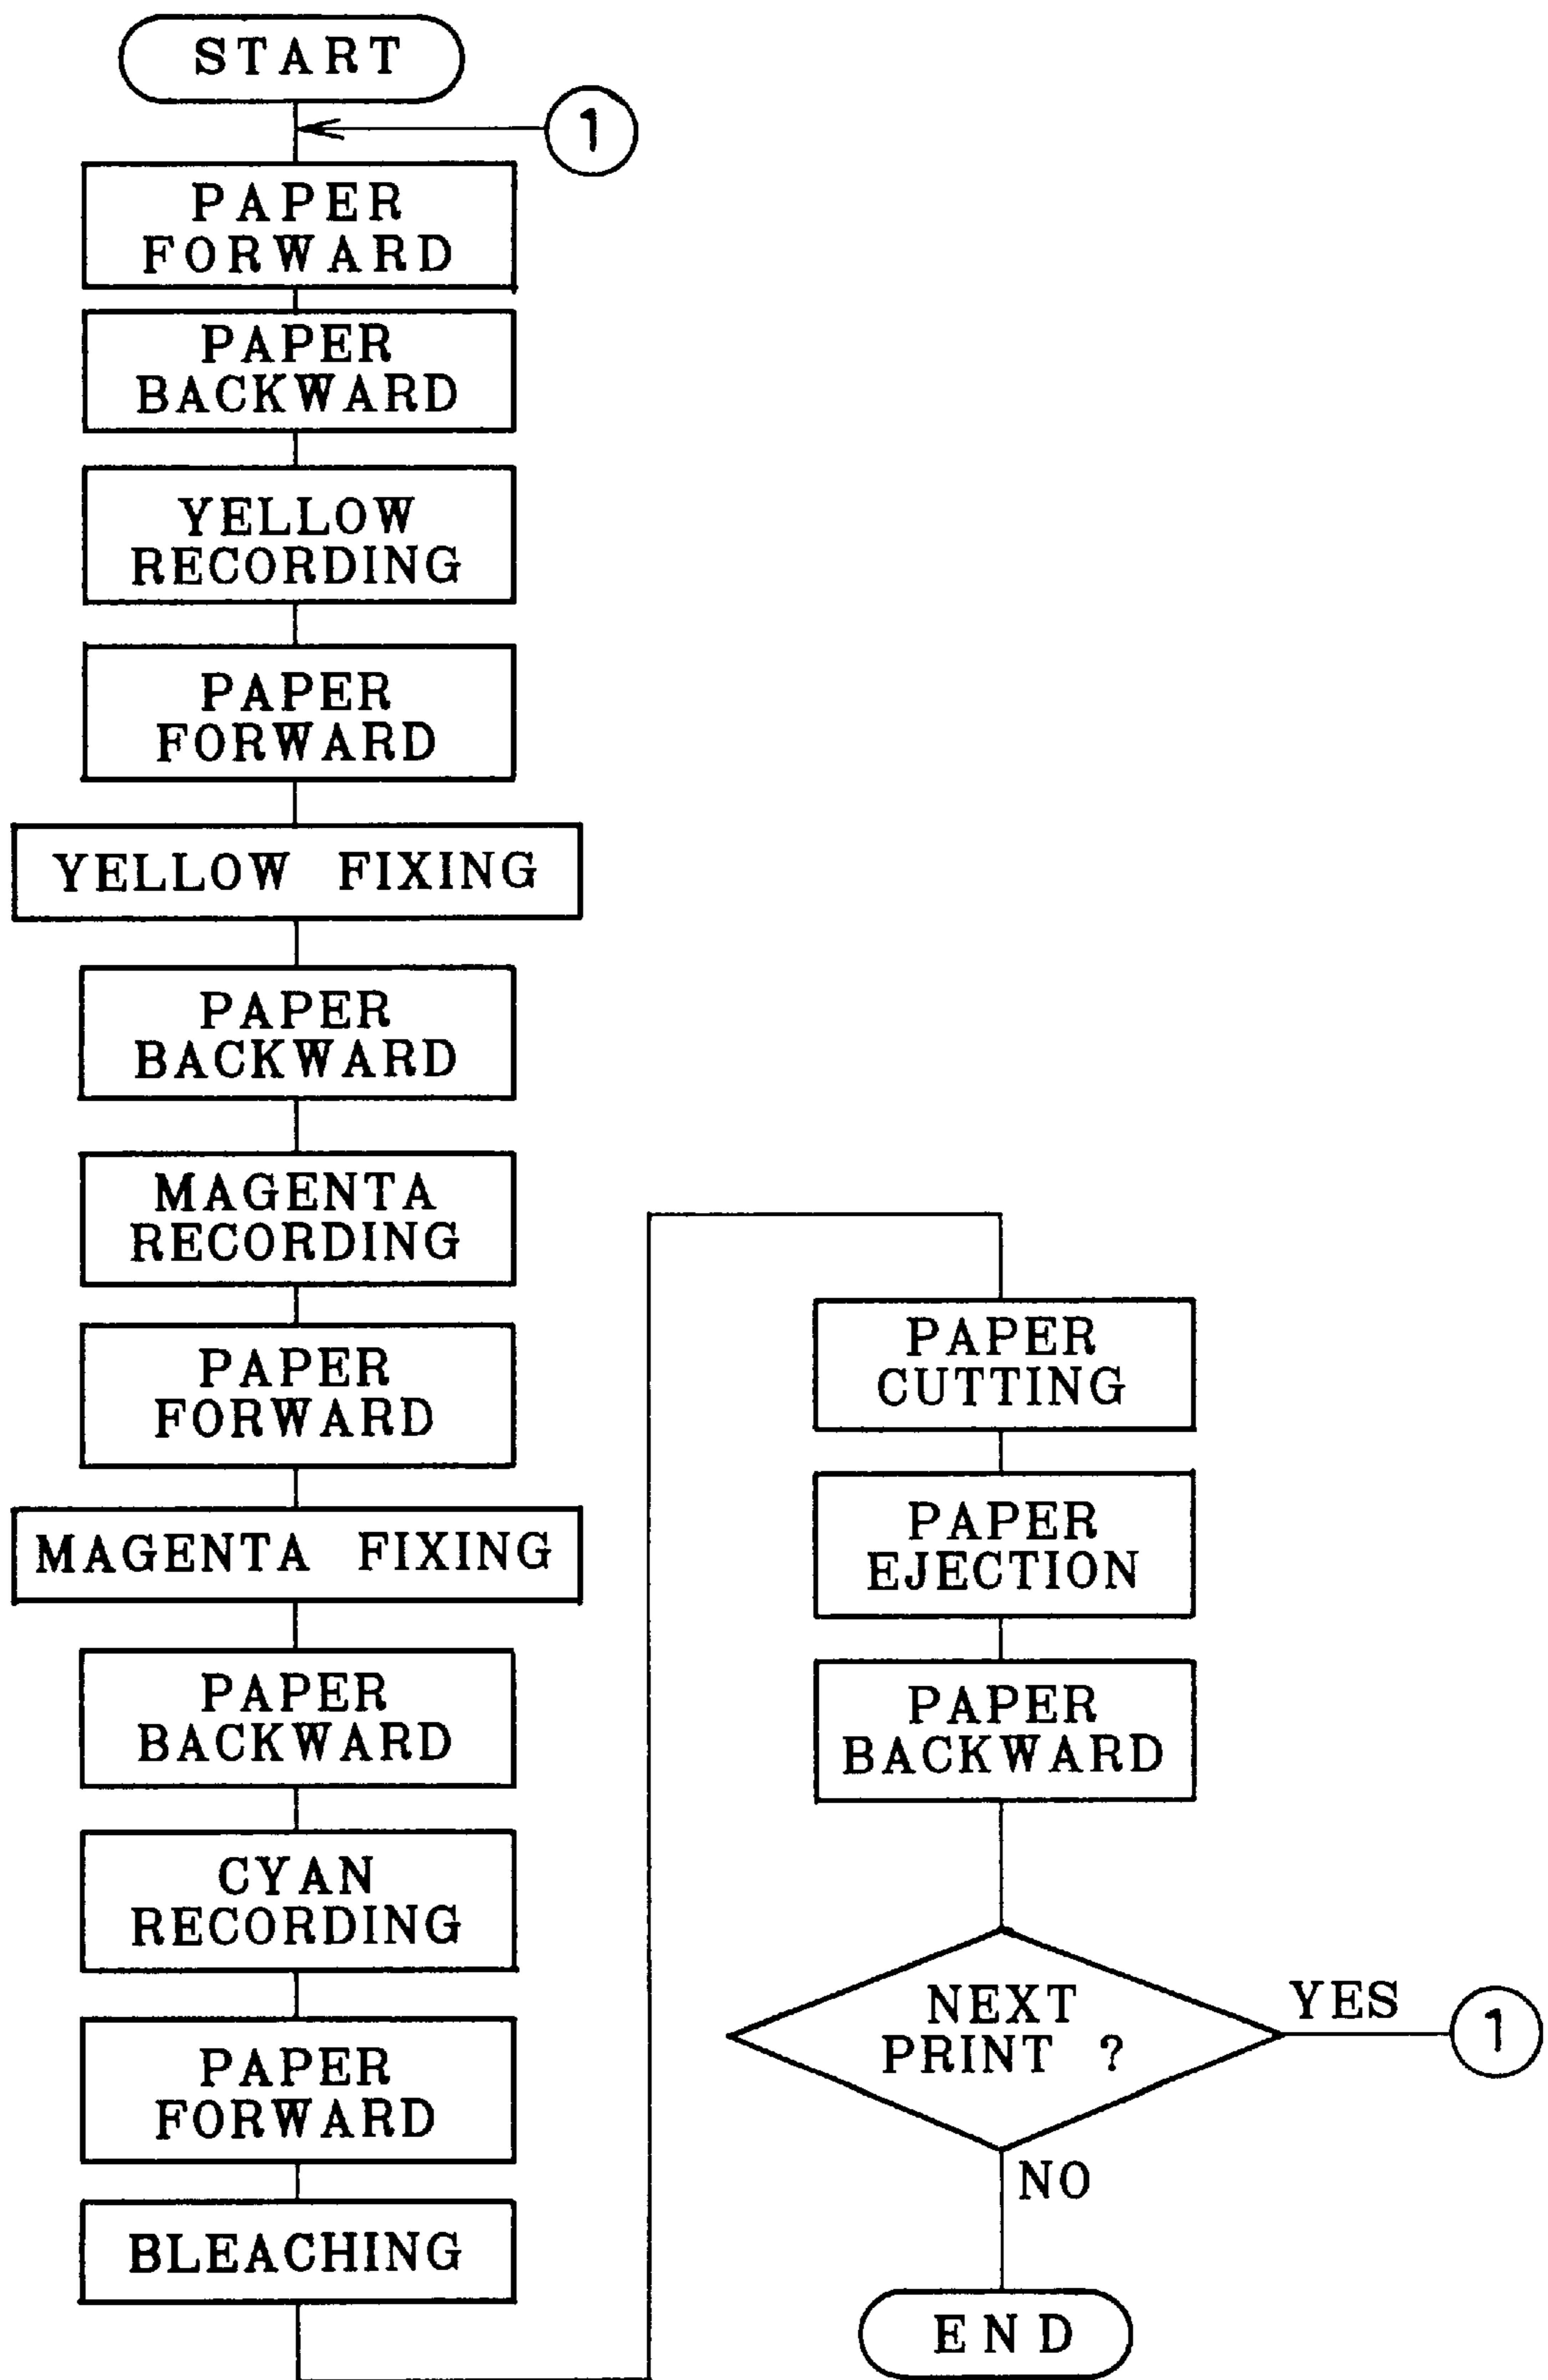 START
1
PAPER
FORWARD
PAPER
BACKWARD
YELLOW
RECORDING
PAPER
FORWARD
YELLOW FIXING
PAPER
BACKWARD
MAGENTA
RECORDING
PAPER
FORWARD
MAGENTA FIXING
PAPER
BACKWARD
CYAN
RECORDING
PAPER
FORWARD
BLEACHING
PAPER
CUTTING
PAPER
EJECTION
PAPER
BACKWARD
NEXT
PRINT ?
YES
1
NO
END